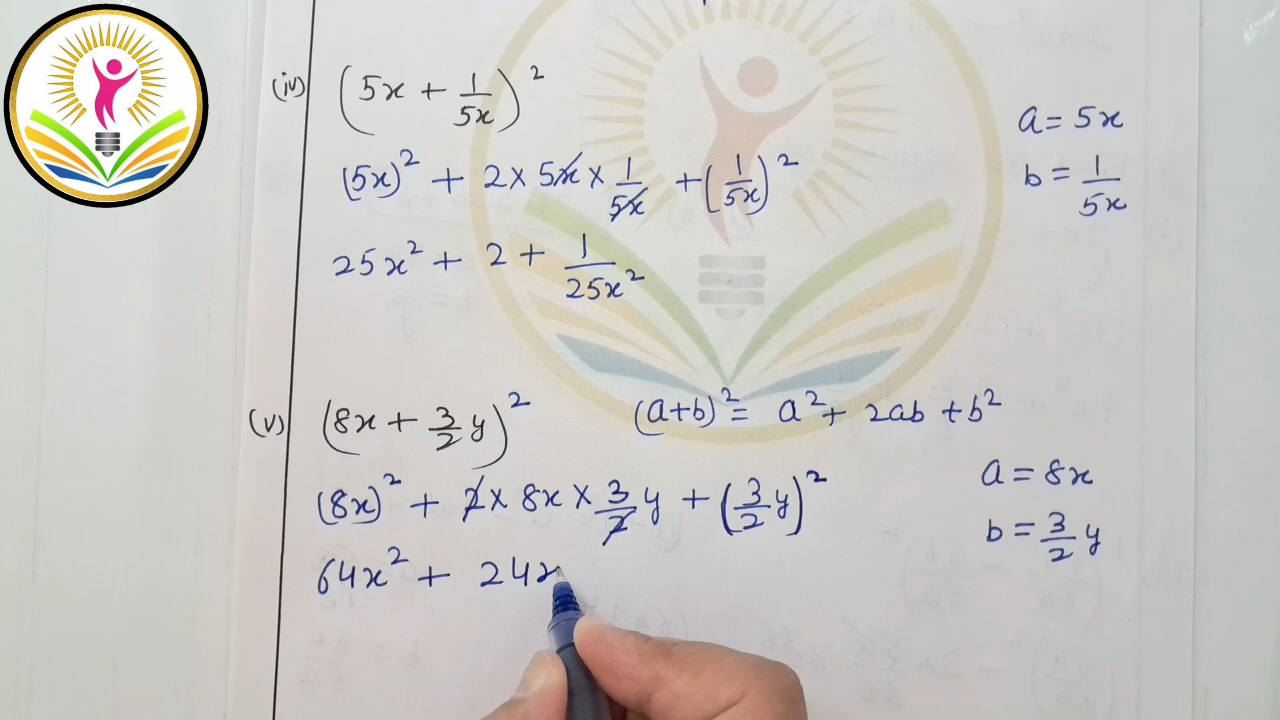 (iv) (5x + 1/5x)²
a = 5x
(5x)² + 2 × 5x × 1/5x + (1/5x)²
b = 1/5x
25x² + 2 + 1/25x²
(v) (8x + 3/2 y)² (a+b)² = a² + 2ab + b²
a = 8x
(8x)² + 2 × 8x × 3/2 y + (3/2 y)²
b = 3/2 y
64x² + 24x